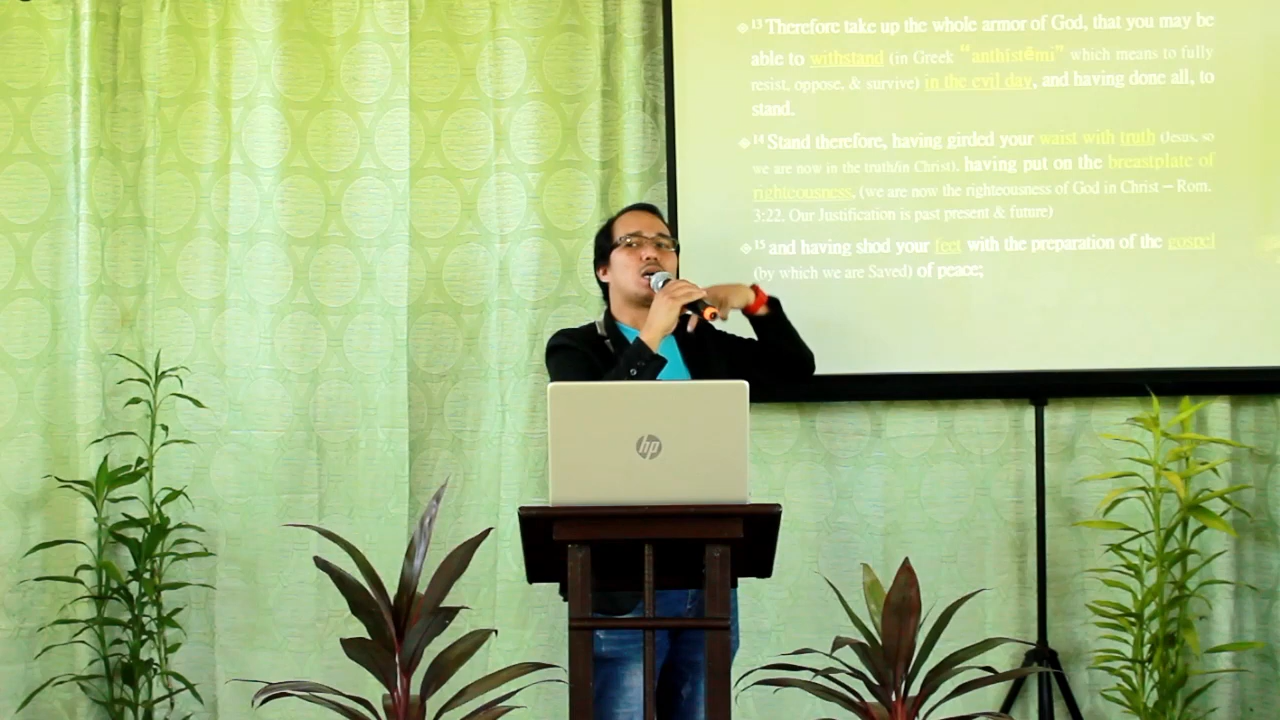 13 Therefore take up the whole armor of God, that you may be
able to withstand (in Greek “anthistēmi” which means to fully
resist, oppose, & survive) in the evil day, and having done all, to
stand.
14 Stand therefore, having girded your waist with truth (Jesus, so
we are now in the truth/in Christ), having put on the breastplate of
righteousness, (we are now the righteousness of God in Christ – Rom.
3:22. Our Justification is past present & future)
15 and having shod your feet with the preparation of the gospel
(by which we are Saved) of peace;
hp